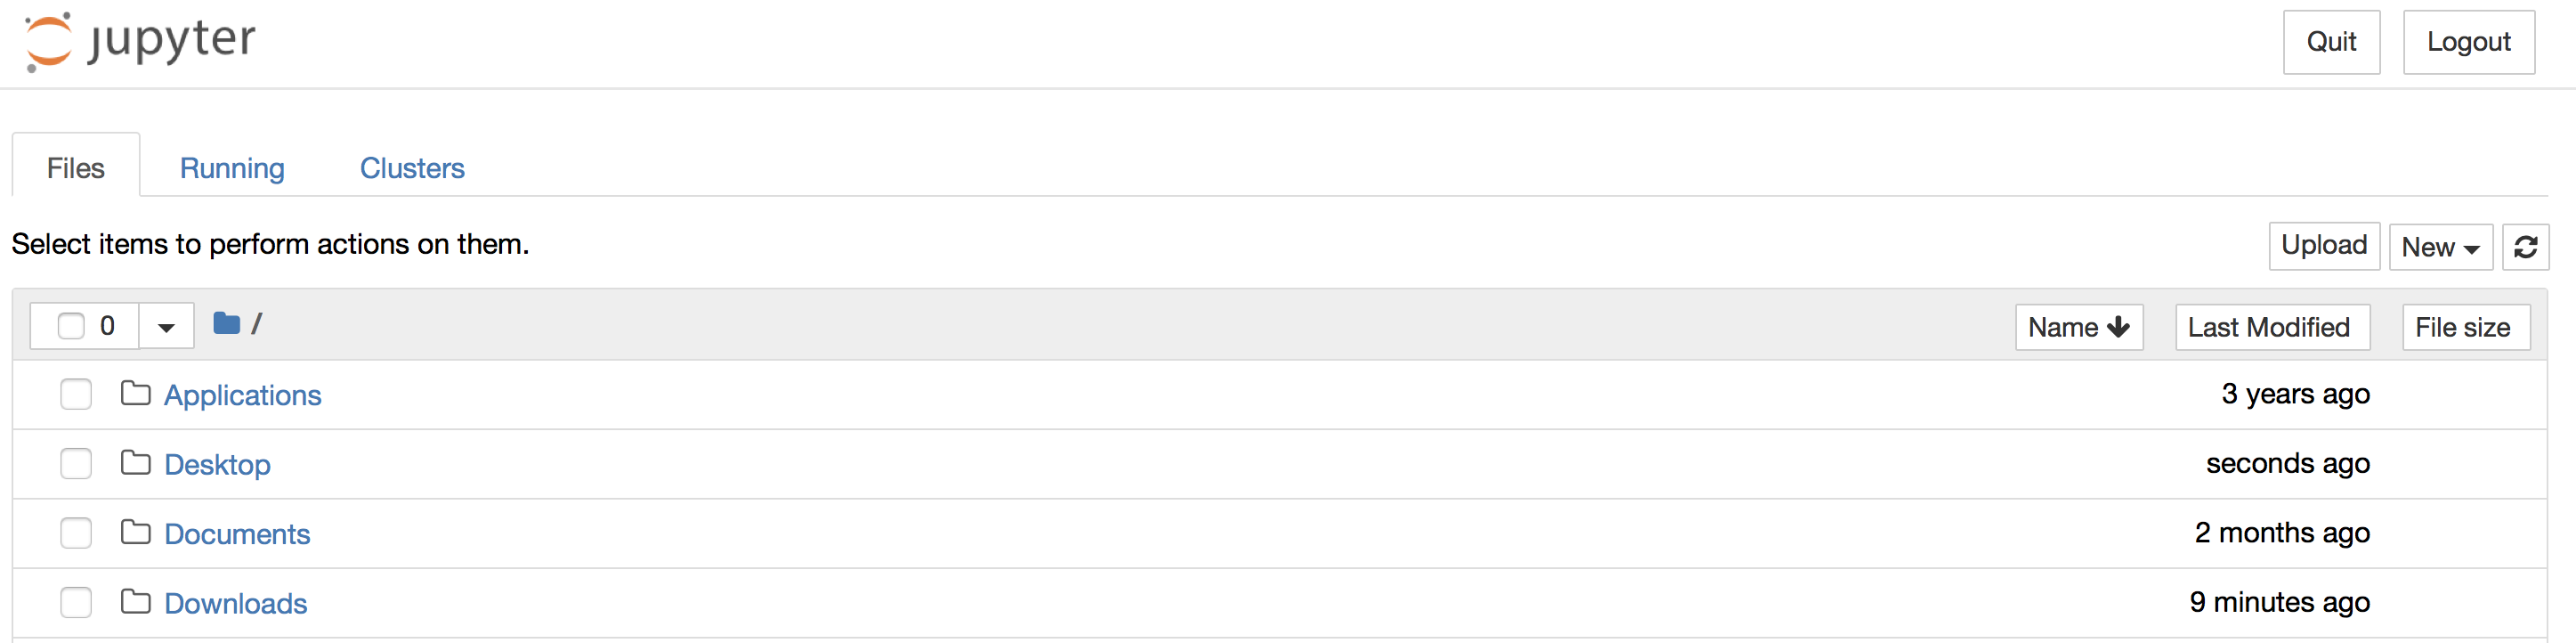 jupyter Quit Logout
Files Running Clusters
Select items to perform actions on them. Upload New
0 / Name Last Modified File size
Applications 3 years ago
Desktop seconds ago
Documents 2 months ago
Downloads 9 minutes ago